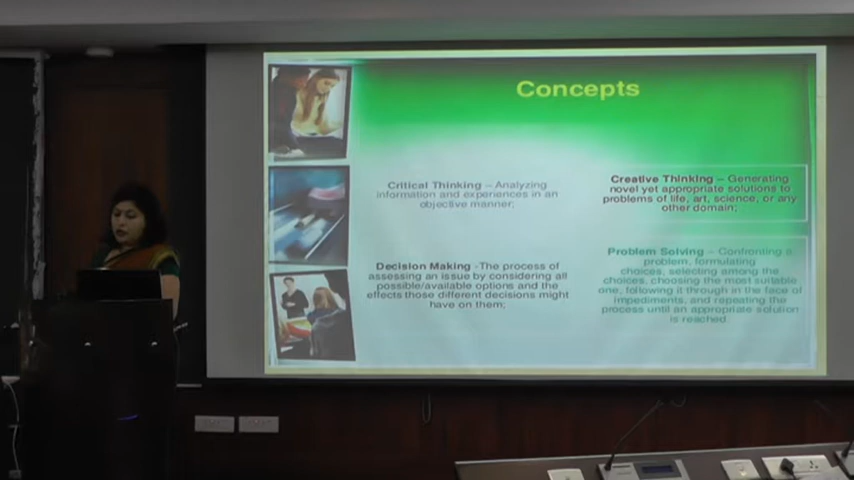 Concepts
Critical Thinking – Analyzing
information and experiences in an
objective manner;
Creative Thinking – Generating
novel yet appropriate solutions to
problems of life, art, science, or any
other domain;
Decision Making -The process of
assessing an issue by considering all
possible/available options and the
effects those different decisions might
have on them;
Problem Solving – Confronting a
problem, formulating
choices, selecting among the
choices, choosing the most suitable
one, following it through in the face of
impediments, and repeating the
process until an appropriate solution
is reached.